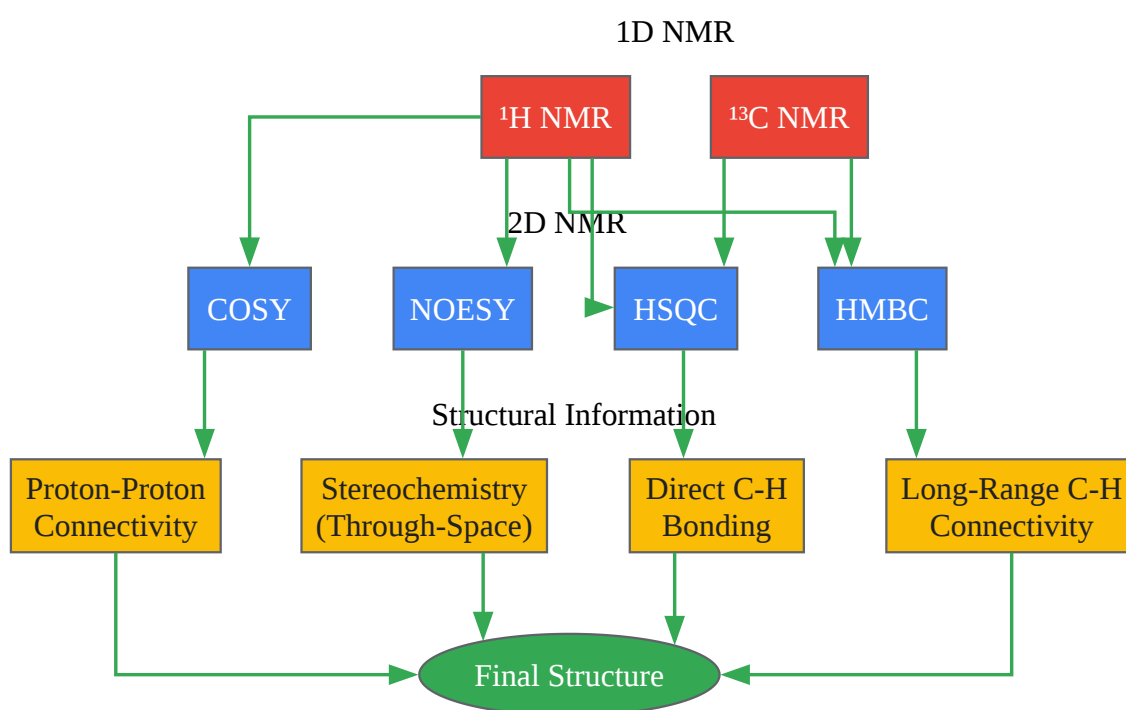 1D NMR
¹H NMR
¹³C NMR
2D NMR
COSY
NOESY
HSQC
HMBC
Structural Information
Proton-Proton
Connectivity
Stereochemistry
(Through-Space)
Direct C-H
Bonding
Long-Range C-H
Connectivity
Final Structure